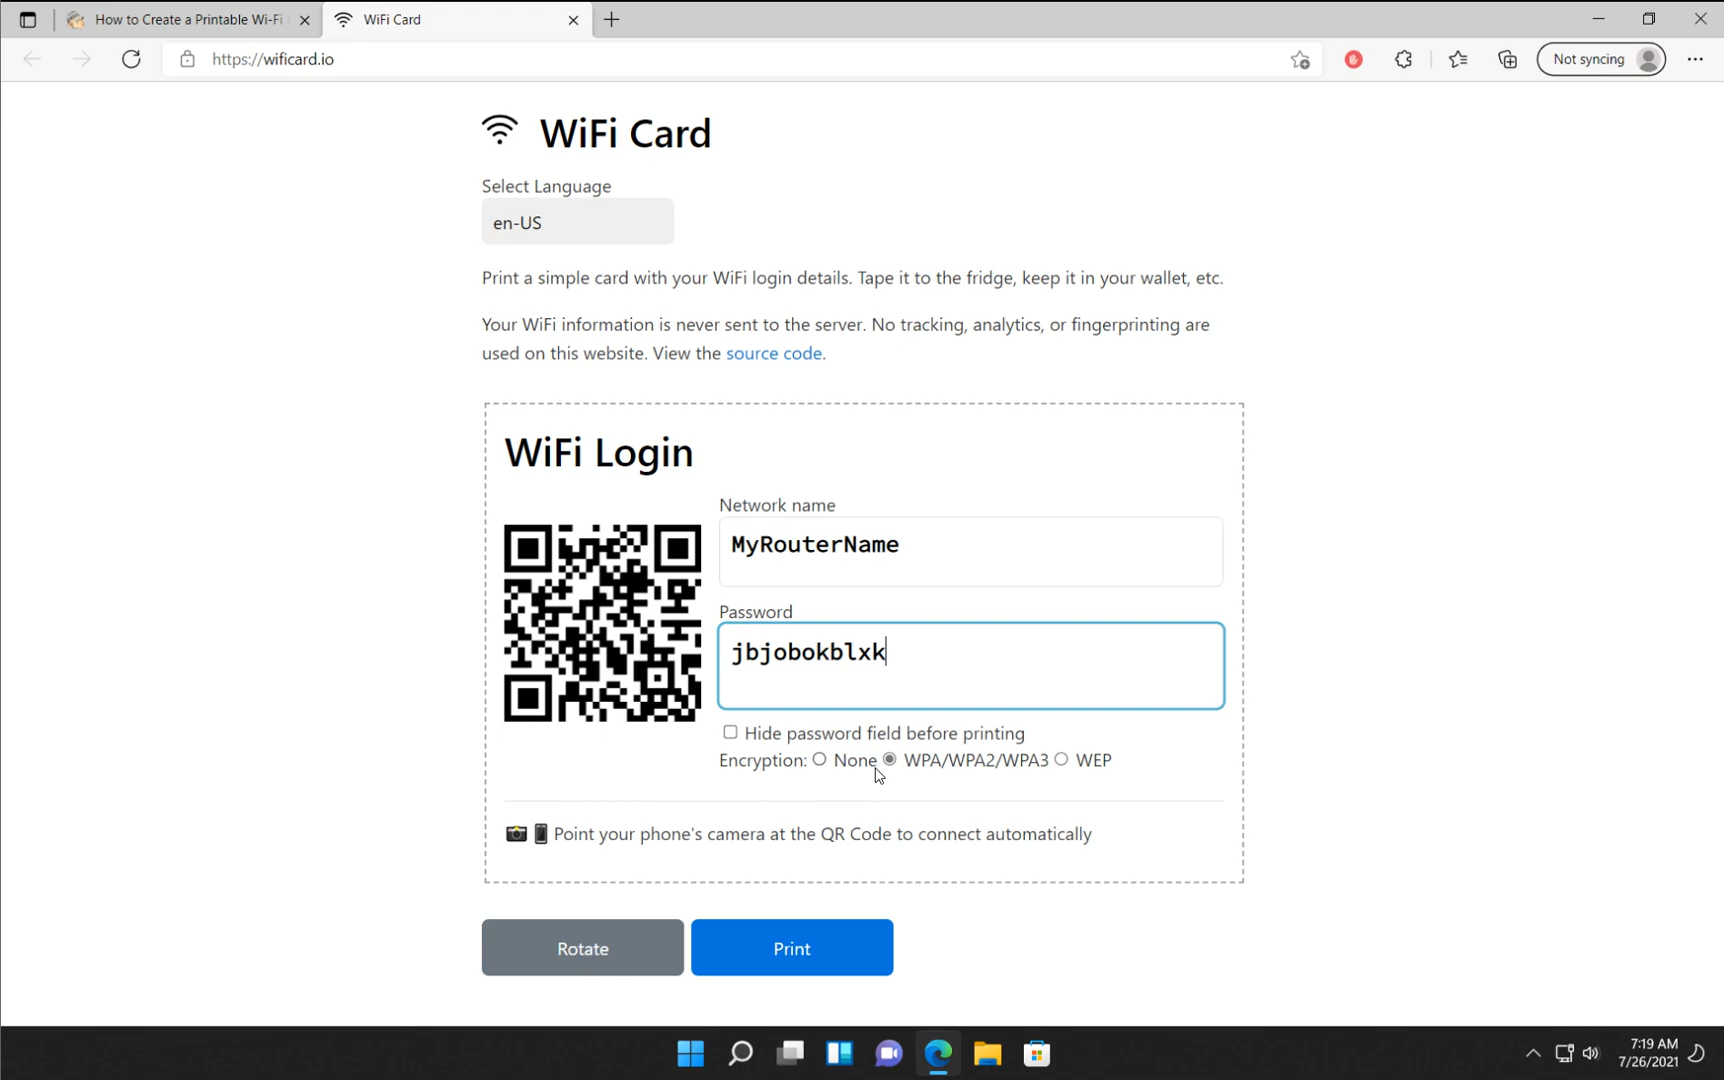 How to Create a Printable Wi-Fi
WiFi Card
https://wificard.io
Not syncing
WiFi Card
Select Language
en-US
Print a simple card with your WiFi login details. Tape it to the fridge, keep it in your wallet, etc.
Your WiFi information is never sent to the server. No tracking, analytics, or fingerprinting are
used on this website. View the source code.
WiFi Login
Network name
MyRouterName
Password
jbjobokblxk
Hide password field before printing
Encryption: None WPA/WPA2/WPA3 WEP
Point your phone's camera at the QR Code to connect automatically
Rotate
Print
7:19 AM
7/26/2021